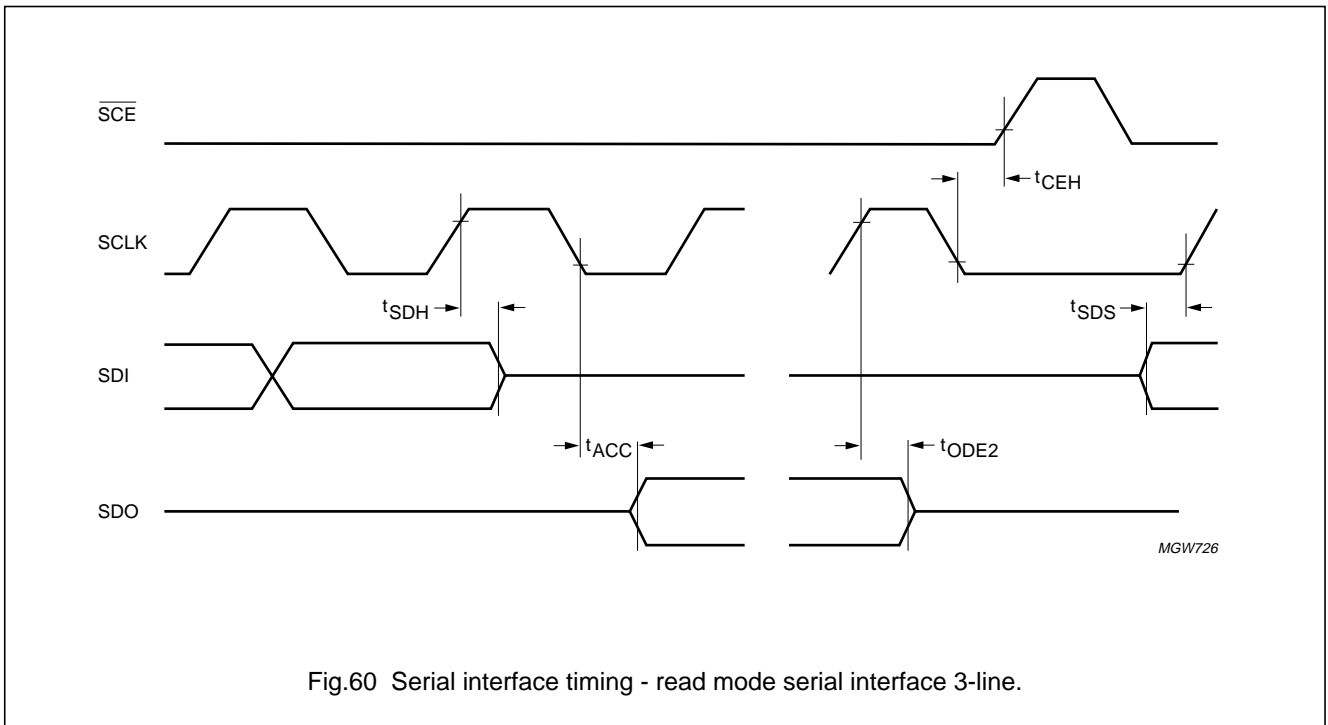 SCE
tCEH
SCLK
tSDH
tSDS
SDI
tACC
tODE2
SDO
MGW726
Fig.60 Serial interface timing - read mode serial interface 3-line.